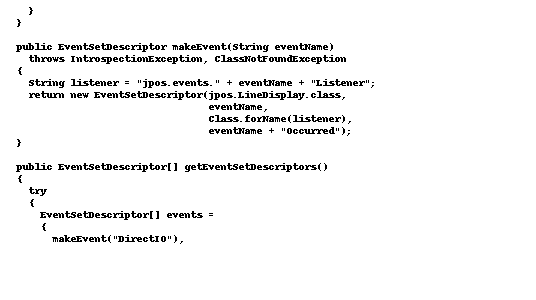 }
}
public EventSetDescriptor makeEvent(String eventName)
throws IntrospectionException, ClassNotFoundException
{
String listener = "jpos.events." + eventName + "Listener";
return new EventSetDescriptor(jpos.LineDisplay.class,
eventName,
Class.forName(listener),
eventName + "Occurred");
}
public EventSetDescriptor[] getEventSetDescriptors()
{
try
{
EventSetDescriptor[] events =
{
makeEvent("DirectIO"),